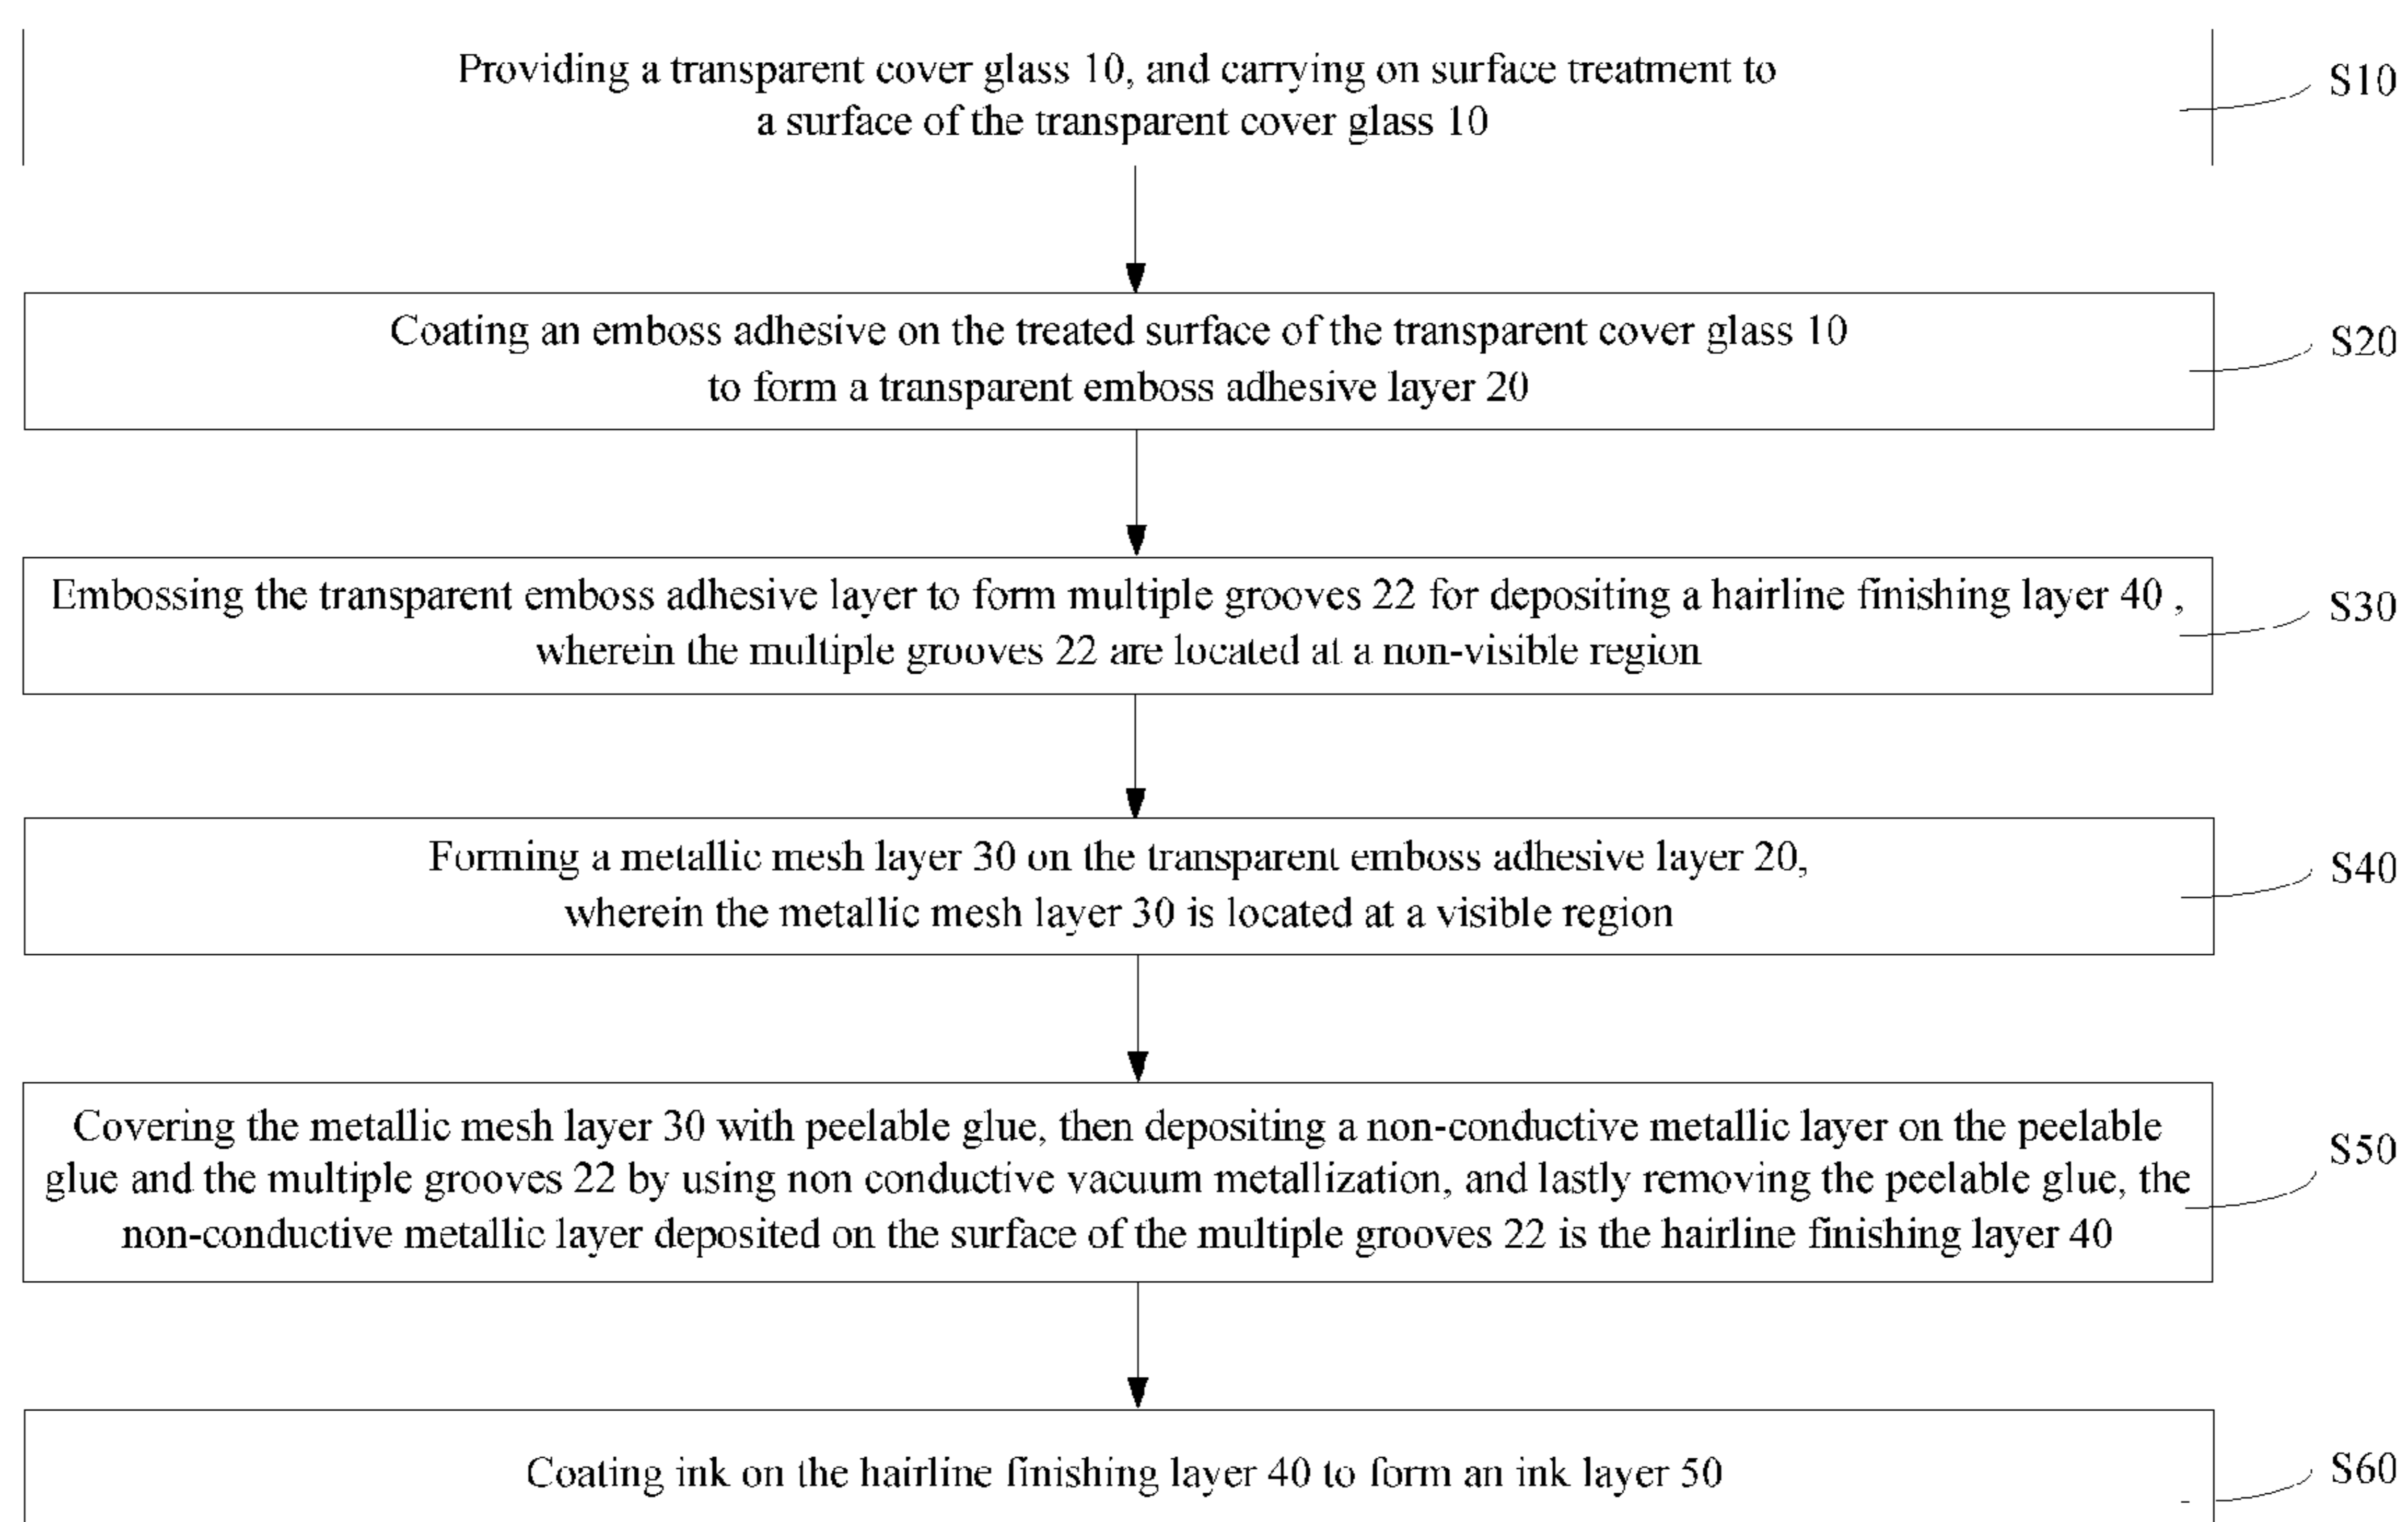 Providing a transparent cover glass 10, and carrying on surface treatment to
a surface of the transparent cover glass 10
S10
Coating an emboss adhesive on the treated surface of the transparent cover glass 10
to form a transparent emboss adhesive layer 20
S20
Embossing the transparent emboss adhesive layer to form multiple grooves 22 for depositing a hairline finishing layer 40 ,
wherein the multiple grooves 22 are located at a non-visible region
S30
Forming a metallic mesh layer 30 on the transparent emboss adhesive layer 20,
wherein the metallic mesh layer 30 is located at a visible region
S40
Covering the metallic mesh layer 30 with peelable glue, then depositing a non-conductive metallic layer on the peelable
glue and the multiple grooves 22 by using non conductive vacuum metallization, and lastly removing the peelable glue, the
non-conductive metallic layer deposited on the surface of the multiple grooves 22 is the hairline finishing layer 40
S50
Coating ink on the hairline finishing layer 40 to form an ink layer 50
S60